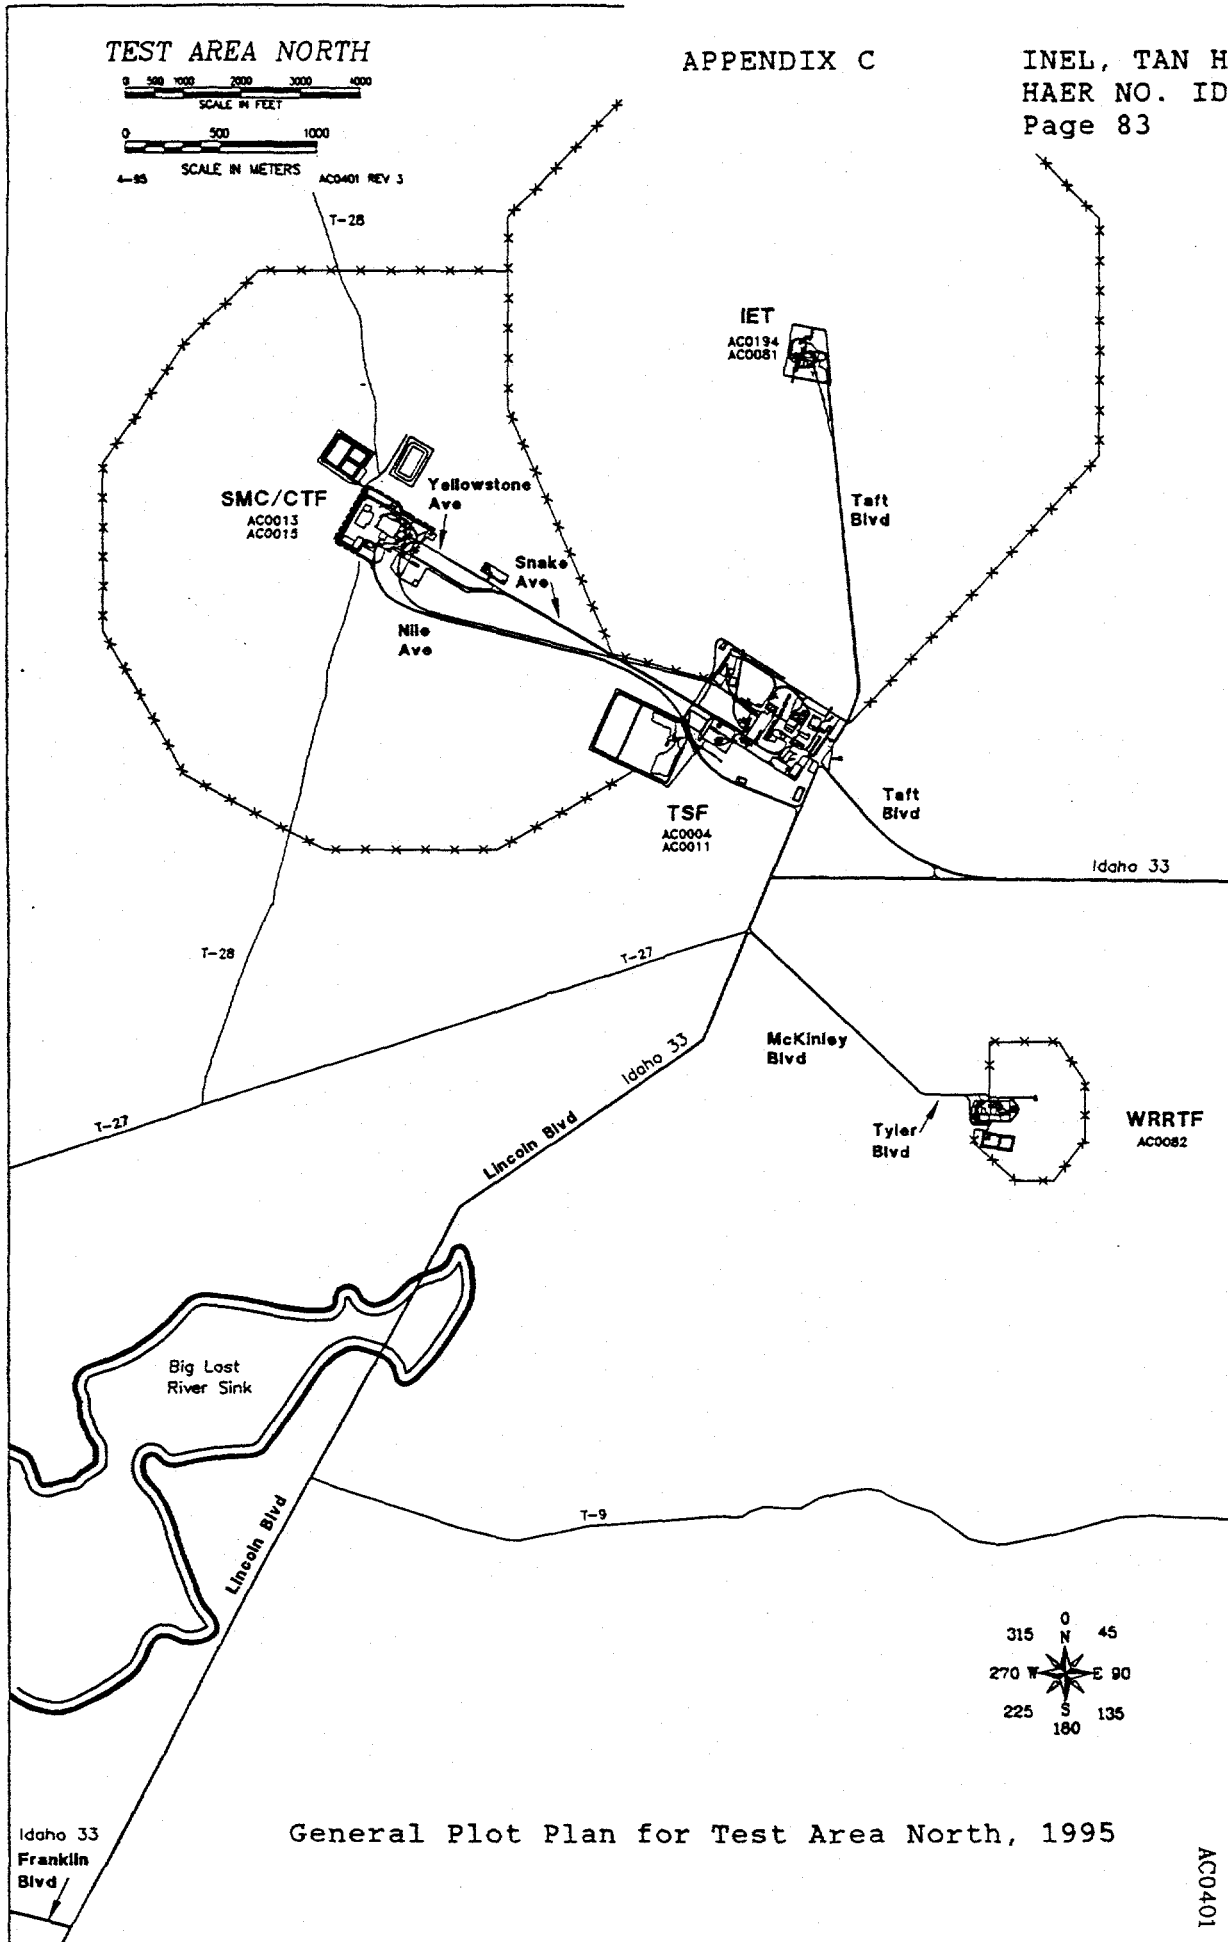 TEST AREA NORTH
0 500 1000 2000 3000 4000
SCALE IN FEET
0 500 1000
SCALE IN METERS
4-95
AC0401 REV 3
APPENDIX C
INEL, TAN H
HAER NO. ID
Page 83
T-28
IET
AC0194
AC0081
SMC/CTF
AC0013
AC0015
Yellowstone
Ave
Snake
Ave
Taft
Blvd
Nile
Ave
TSF
AC0004
AC0011
Taft
Blvd
Idaho 33
T-28
T-27
McKinley
Blvd
Idaho 33
T-27
Lincoln Blvd
Tyler
Blvd
WRRTF
AC0082
Big Lost
River Sink
Lincoln Blvd
T-9
0
315 N 45
270 W E 90
225 S 135
180
General Plot Plan for Test Area North, 1995
Idaho 33
Franklin
Blvd
AC0401